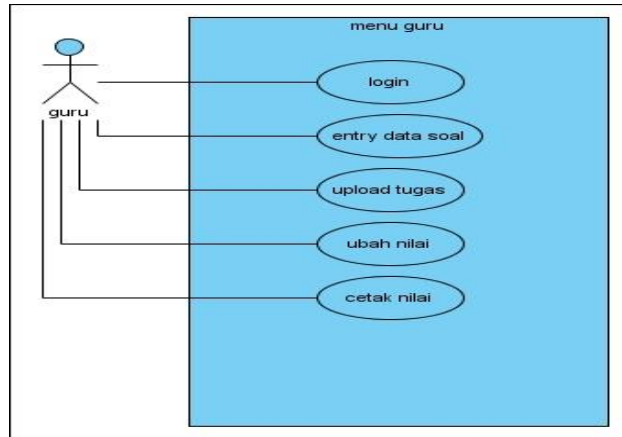 menu guru
login
guru
entry data soal
upload tugas
ubah nilai
cetak nilai